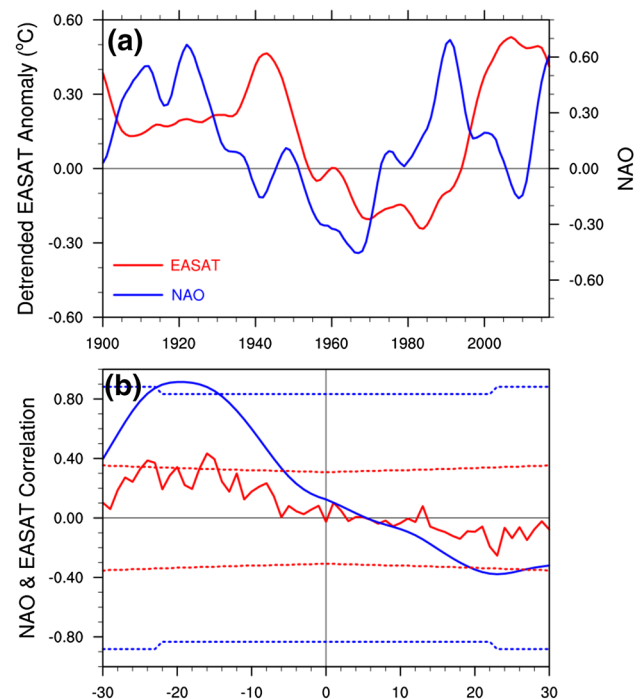 (a)
Detrended EASAT Anomaly (°C)
0.60
0.30
0.00
-0.30
-0.60
EASAT
NAO
0.60
0.30
0.00
-0.30
-0.60
NAO
1900 1920 1940 1960 1980 2000
(b)
NAO & EASAT Correlation
0.80
0.40
0.00
-0.40
-0.80
-30 -20 -10 0 10 20 30